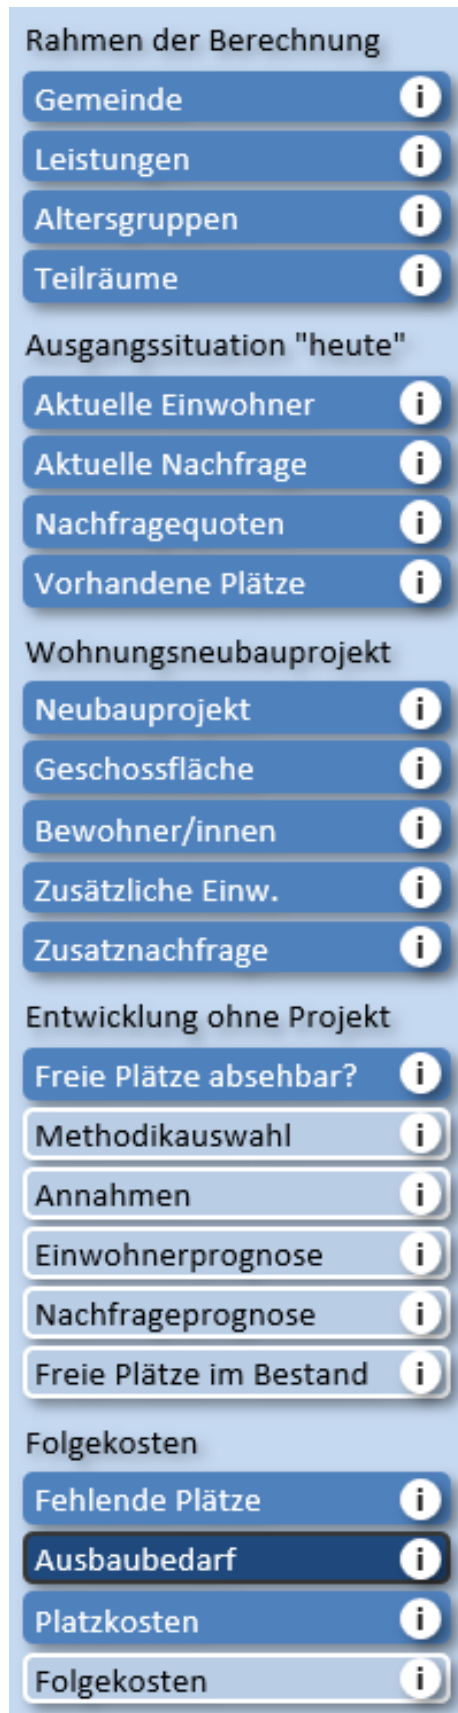 Rahmen der Berechnung
Gemeinde i
Leistungen i
Altersgruppen i
Teilräume i
Ausgangssituation "heute"
Aktuelle Einwohner i
Aktuelle Nachfrage i
Nachfragequoten i
Vorhandene Plätze i
Wohnungsneubauprojekt
Neubauprojekt i
Geschossfläche i
Bewohner/innen i
Zusätzliche Einw. i
Zusatznachfrage i
Entwicklung ohne Projekt
Freie Plätze absehbar? i
Methodikauswahl i
Annahmen i
Einwohnerprognose i
Nachfrageprognose i
Freie Plätze im Bestand i
Folgekosten
Fehlende Plätze i
Ausbaubedarf i
Platzkosten i
Folgekosten i